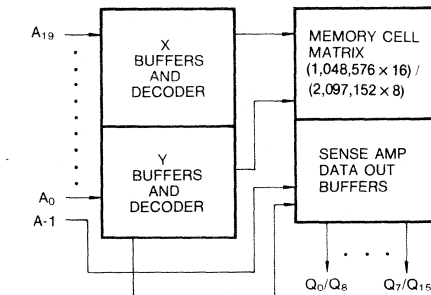 A19
X
BUFFERS
AND
DECODER
MEMORY CELL
MATRIX
(1,048,576 × 16) /
(2,097,152 × 8)
Y
BUFFERS
AND
DECODER
SENSE AMP
DATA OUT
BUFFERS
A0
A-1
Q0/Q8
Q7/Q15